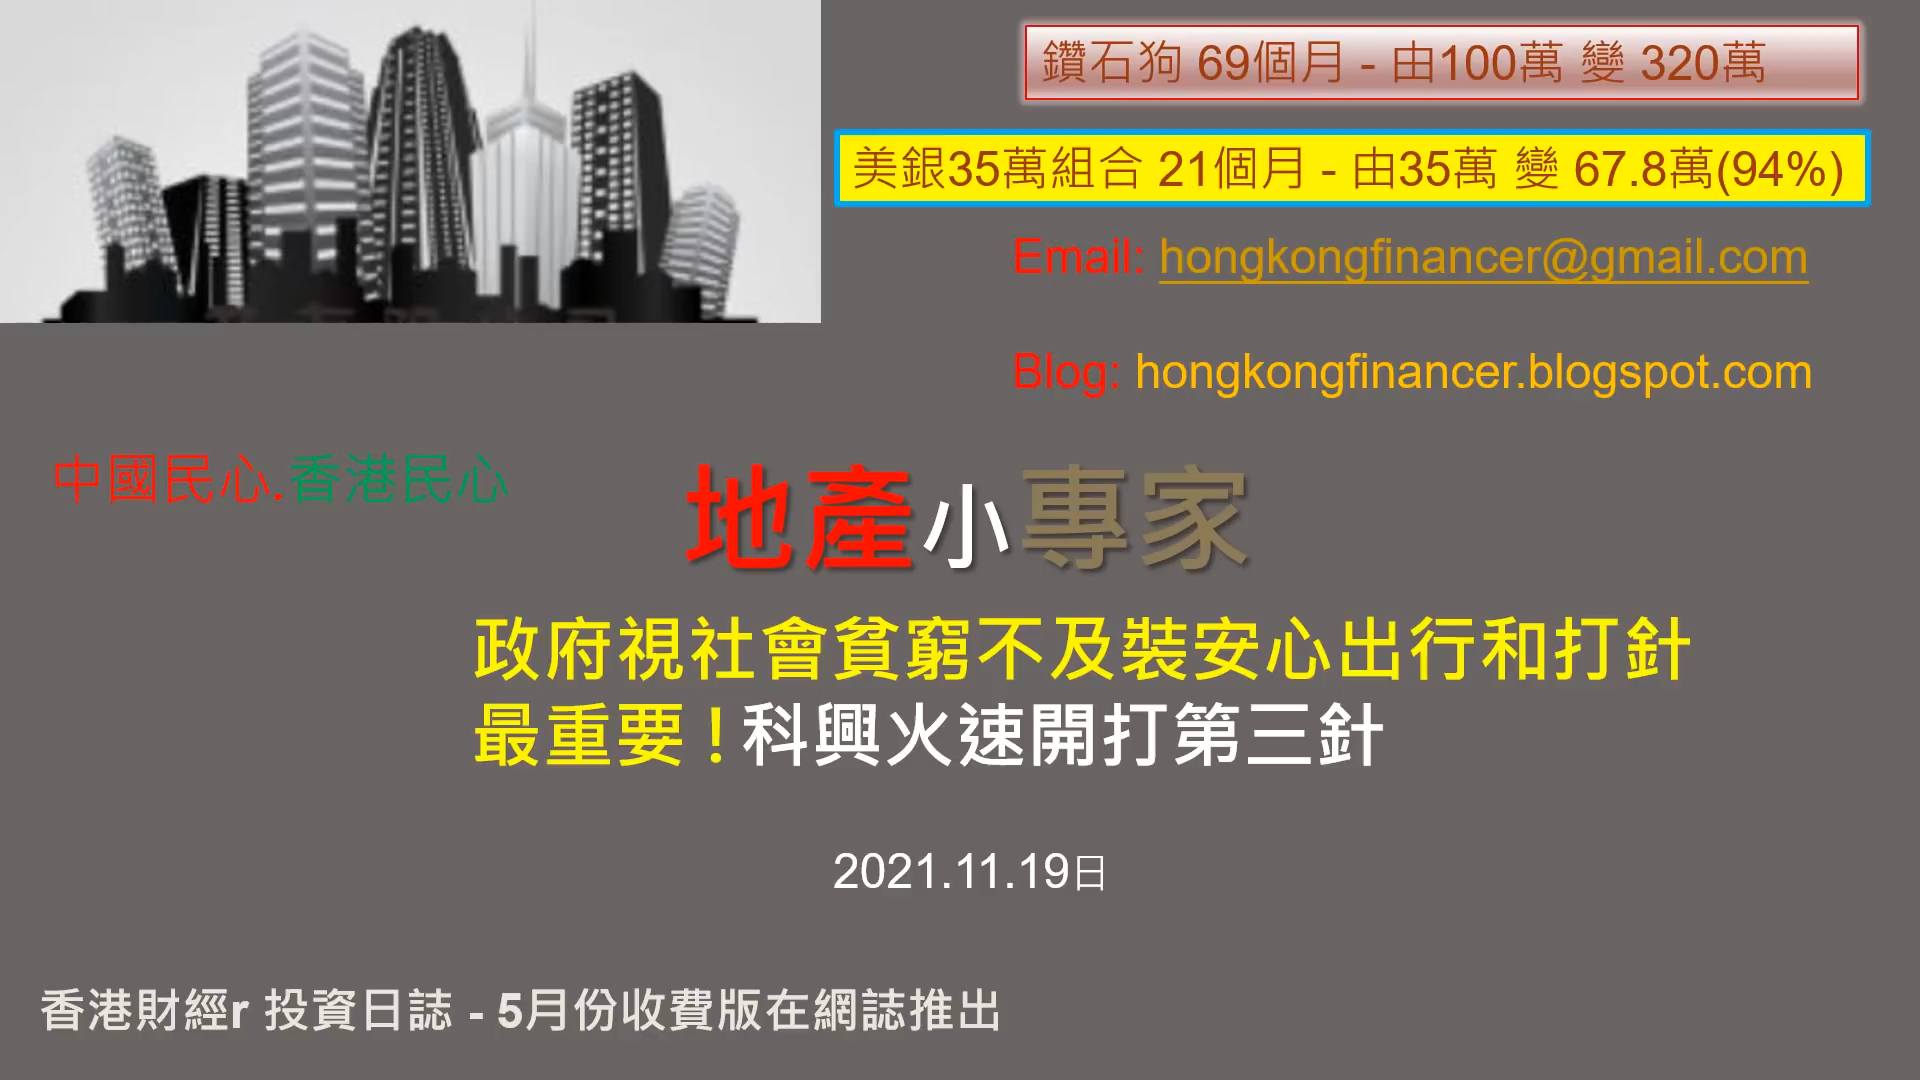 鑽石狗 69個月 - 由100萬 變 320萬
美銀35萬組合 21個月 - 由35萬 變 67.8萬(94%)
Email: hongkongfinancer@gmail.com
Blog: hongkongfinancer.blogspot.com
中國民心.香港民心
地產小專家
政府視社會貧窮不及裝安心出行和打針
最重要！科興火速開打第三針
2021.11.19日
香港財經r 投資日誌 - 5月份收費版在網誌推出